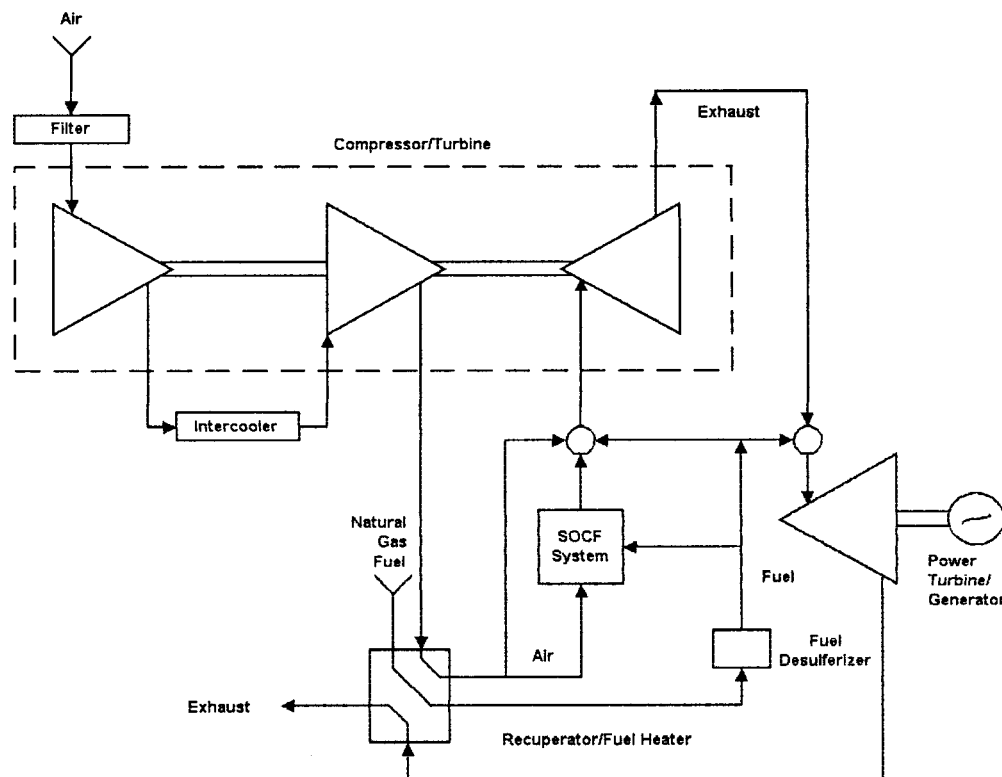 Air
Filter
Exhaust
Compressor/Turbine
Intercooler
Natural
Gas
Fuel
SOCF
System
Fuel
Power
Turbine/
Generator
Air
Fuel
Desulferizer
Exhaust
Recuperator/Fuel Heater